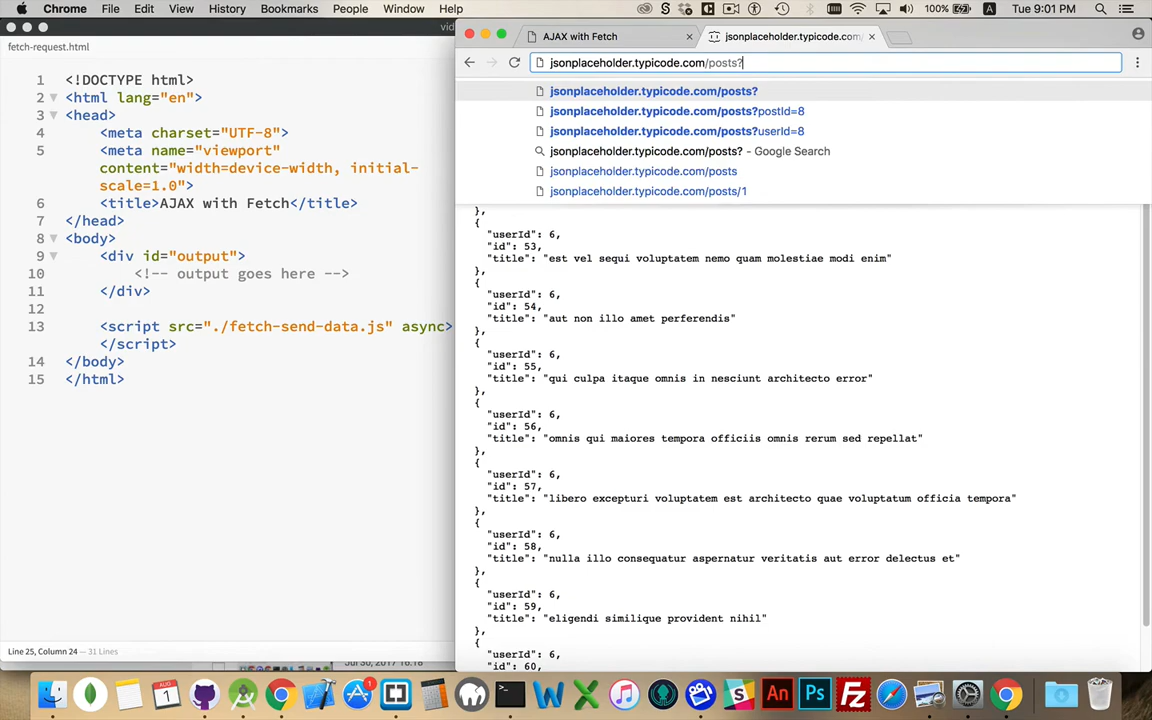 Chrome File Edit View History Bookmarks People Window Help 100% A Tue 9:01 PM
vid
fetch-request.html
1 <!DOCTYPE html>
2 <html lang="en">
3 <head>
4 <meta charset="UTF-8">
5 <meta name="viewport"
content="width=device-width, initial-
scale=1.0">
6 <title>AJAX with Fetch</title>
7 </head>
8 <body>
9 <div id="output">
10 <!-- output goes here -->
11 </div>
12
13 <script src="./fetch-send-data.js" async>
</script>
14 </body>
15 </html>
Line 25, Column 24 — 31 Lines
AJAX with Fetch
jsonplaceholder.typicode.com/
jsonplaceholder.typicode.com/posts?
jsonplaceholder.typicode.com/posts?
jsonplaceholder.typicode.com/posts?postId=8
jsonplaceholder.typicode.com/posts?userId=8
jsonplaceholder.typicode.com/posts? - Google Search
jsonplaceholder.typicode.com/posts
jsonplaceholder.typicode.com/posts/1
},
{
"userId": 6,
"id": 53,
"title": "est vel sequi voluptatem nemo quam molestiae modi enim"
},
{
"userId": 6,
"id": 54,
"title": "aut non illo amet perferendis"
},
{
"userId": 6,
"id": 55,
"title": "qui culpa itaque omnis in nesciunt architecto error"
},
{
"userId": 6,
"id": 56,
"title": "omnis qui maiores tempora officiis omnis rerum sed repellat"
},
{
"userId": 6,
"id": 57,
"title": "libero excepturi voluptatem est architecto quae voluptatum officia tempora"
},
{
"userId": 6,
"id": 58,
"title": "nulla illo consequatur aspernatur veritatis aut error delectus et"
},
{
"userId": 6,
"id": 59,
"title": "eligendi similique provident nihil"
},
{
"userId": 6,
"id": 60,
Jul 30, 2017 16.18
1
An Ps Fz